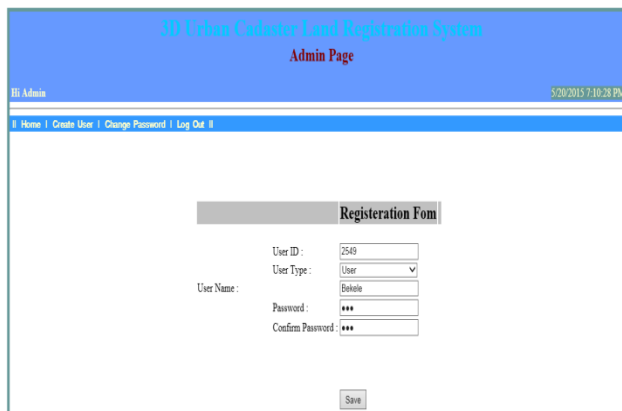 3D Urban Cadaster Land Registration System
Admin Page
Hi Admin 5/20/2015 7:10:28 PM
|| Home | Create User | Change Password | Log Out ||
Registeration Fom
User ID : 2549
User Type : User
User Name : Bekele
Password : •••
Confirm Password : •••
Save